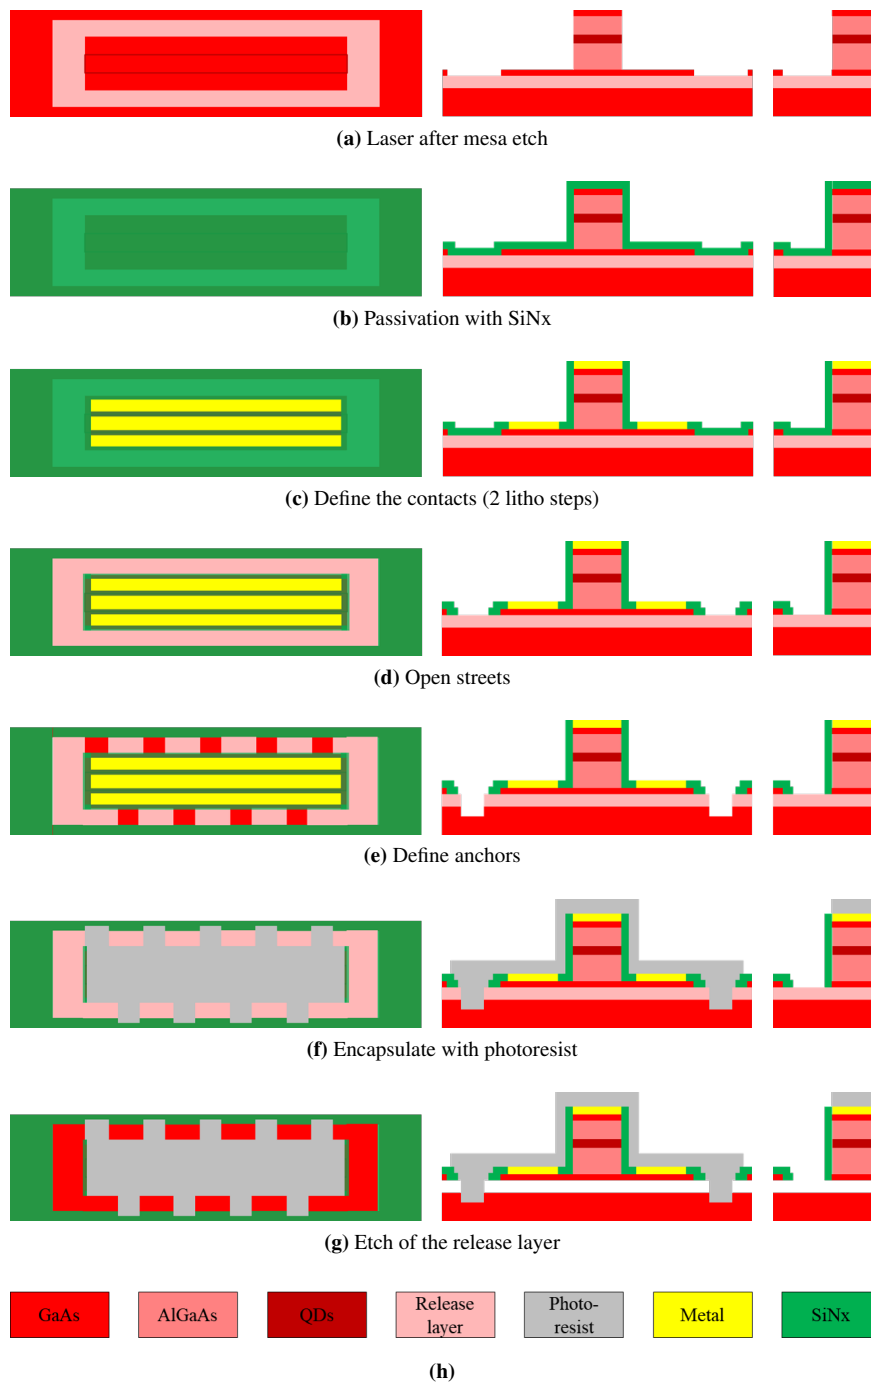 (a) Laser after mesa etch
(b) Passivation with SiNx
(c) Define the contacts (2 litho steps)
(d) Open streets
(e) Define anchors
(f) Encapsulate with photoresist
(g) Etch of the release layer
GaAs
AlGaAs
QDs
Release
layer
Photo-
resist
Metal
SiNx
(h)